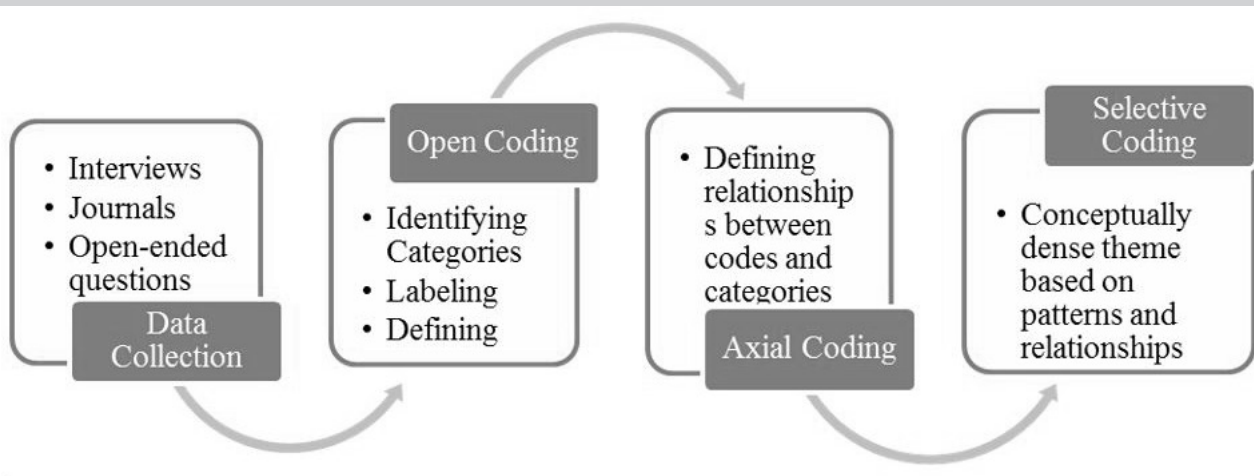 • Interviews
• Journals
• Open-ended
questions
Data
Collection
Open Coding
• Identifying
Categories
• Labeling
• Defining
• Defining
relationship
s between
codes and
categories
Axial Coding
Selective
Coding
• Conceptually
dense theme
based on
patterns and
relationships